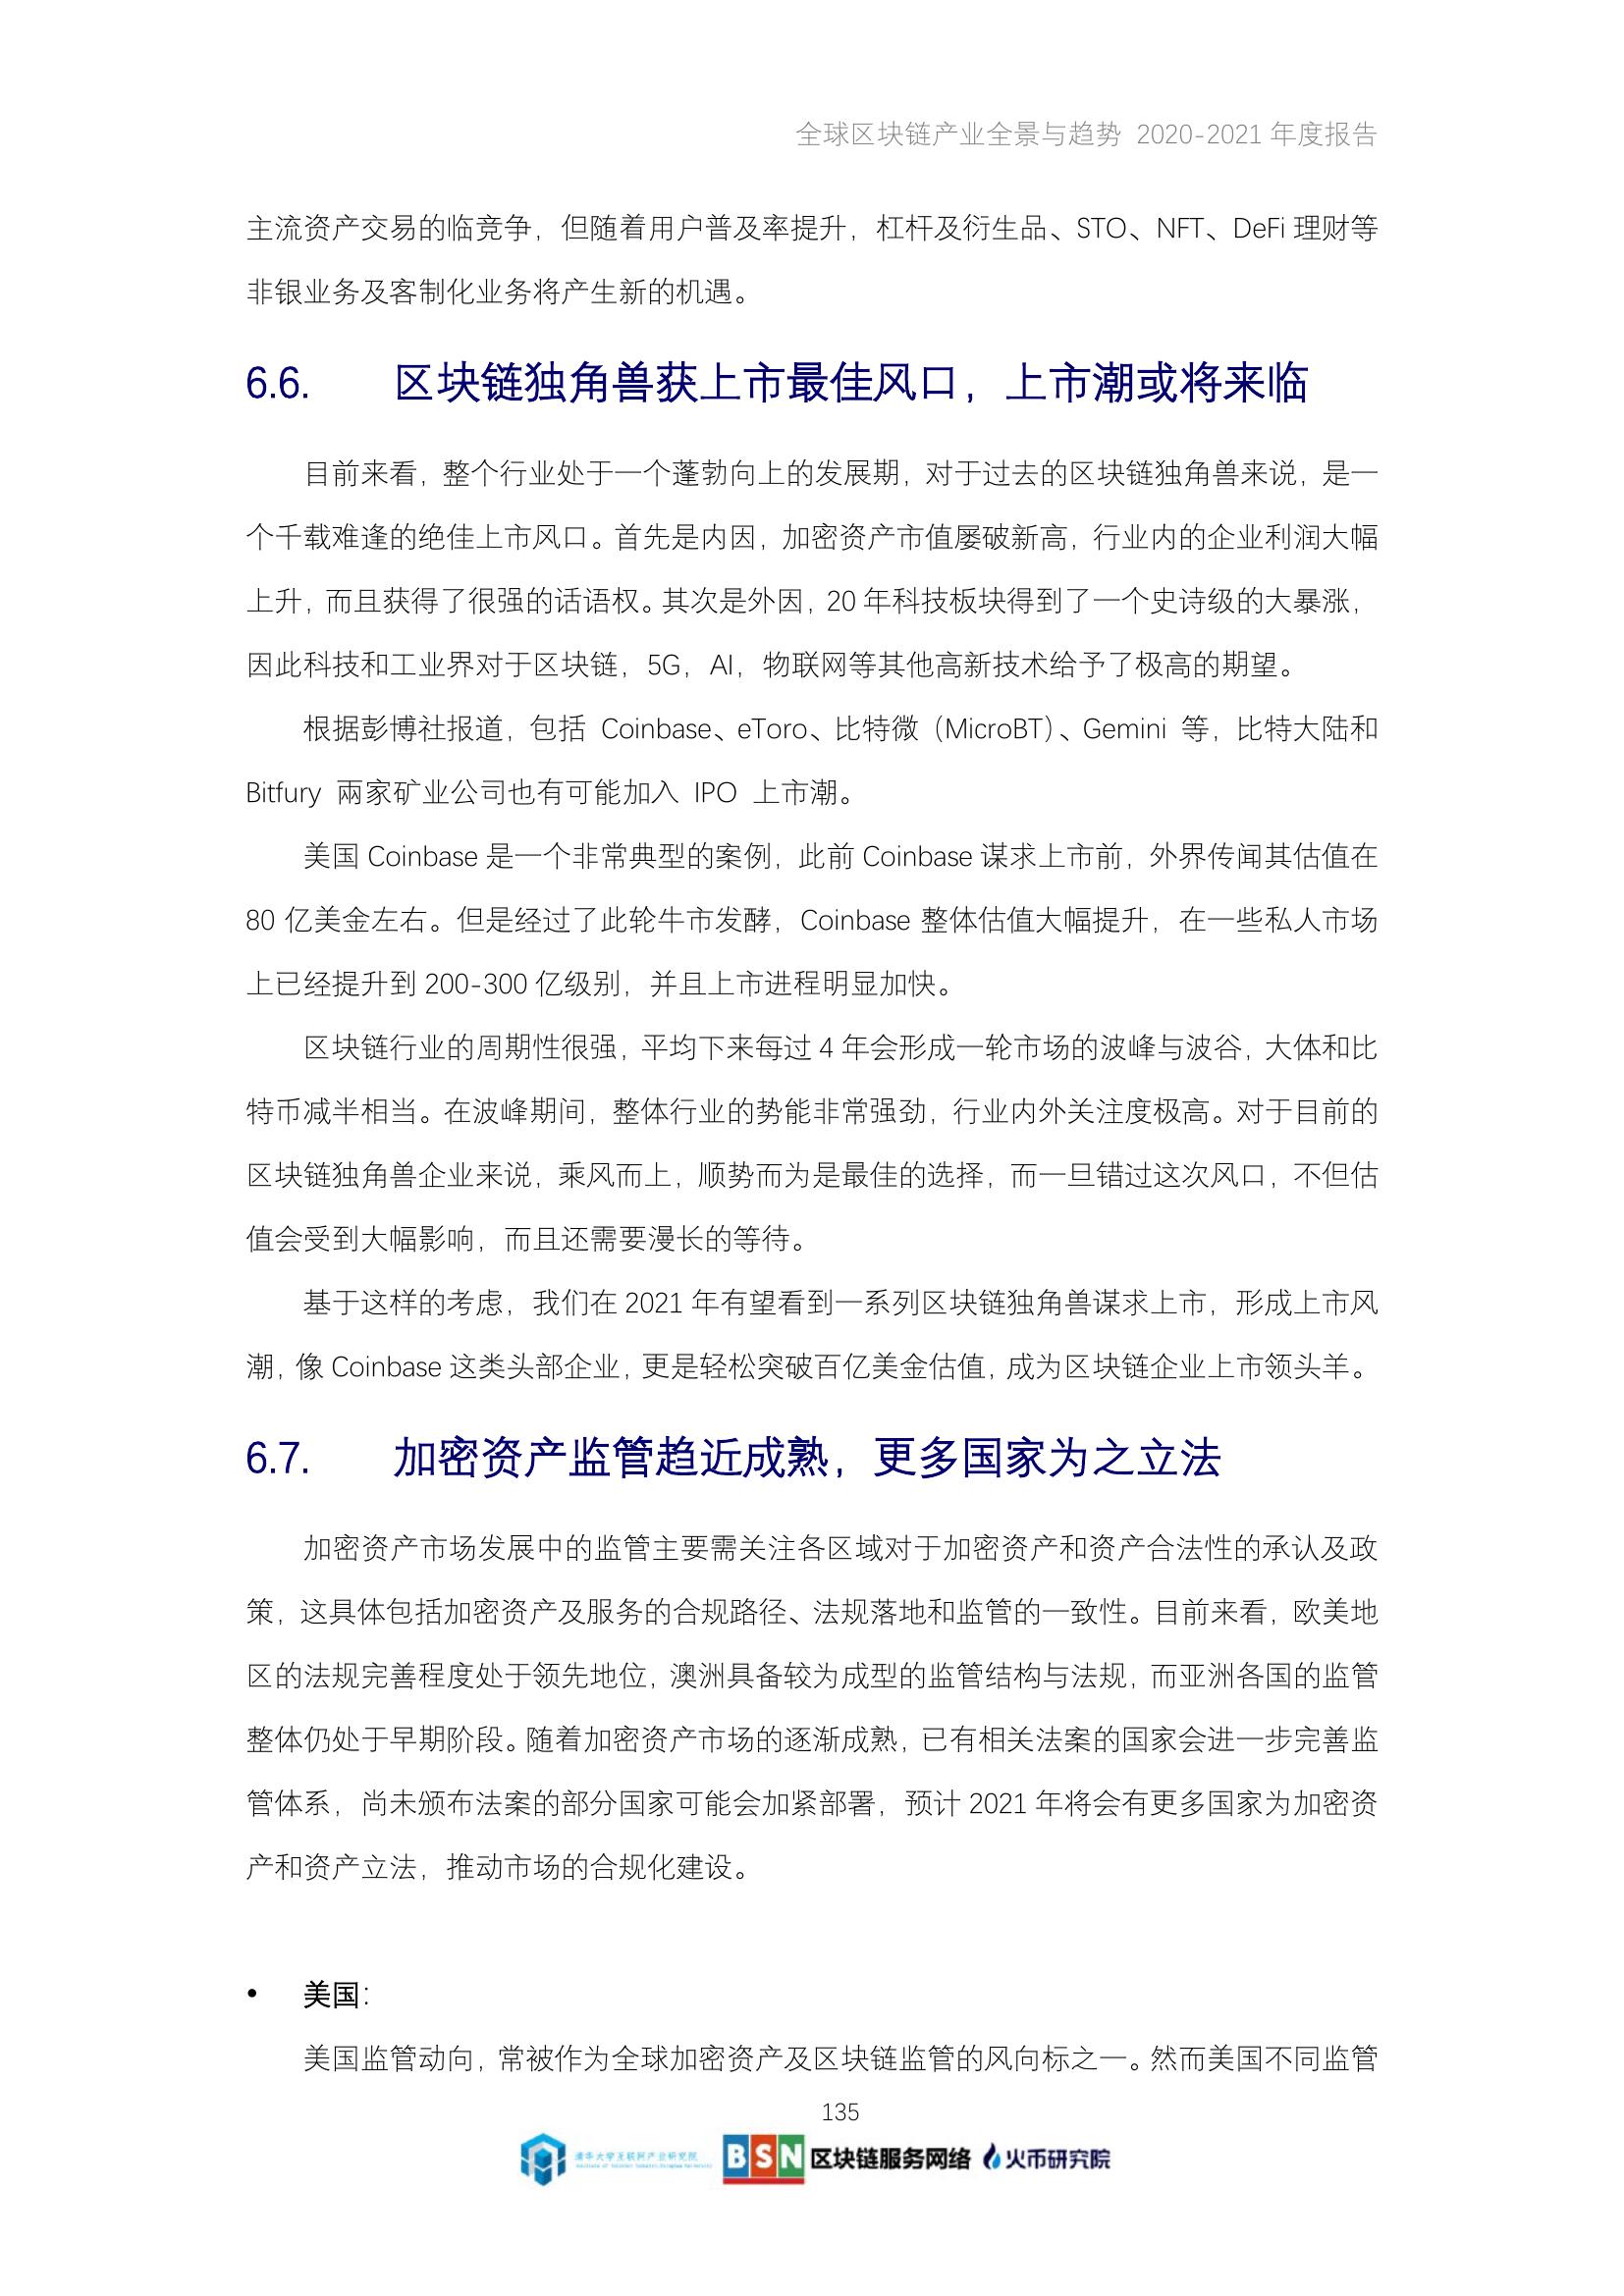 全球区块链产业全景与趋势 2020-2021 年度报告
主流资产交易的临竞争，但随着用户普及率提升，杠杆及衍生品、STO、NFT、DeFi 理财等
非银业务及客制化业务将产生新的机遇。
6.6. 区块链独角兽获上市最佳风口，上市潮或将来临
目前来看，整个行业处于一个蓬勃向上的发展期，对于过去的区块链独角兽来说，是一
个千载难逢的绝佳上市风口。首先是内因，加密资产市值屡破新高，行业内的企业利润大幅
上升，而且获得了很强的话语权。其次是外因，20 年科技板块得到了一个史诗级的大暴涨，
因此科技和工业界对于区块链，5G，AI，物联网等其他高新技术给予了极高的期望。
根据彭博社报道，包括 Coinbase、eToro、比特微（MicroBT）、Gemini 等，比特大陆和
Bitfury 兩家矿业公司也有可能加入 IPO 上市潮。
美国 Coinbase 是一个非常典型的案例，此前 Coinbase 谋求上市前，外界传闻其估值在
80 亿美金左右。但是经过了此轮牛市发酵，Coinbase 整体估值大幅提升，在一些私人市场
上已经提升到 200-300 亿级别，并且上市进程明显加快。
区块链行业的周期性很强，平均下来每过 4 年会形成一轮市场的波峰与波谷，大体和比
特币减半相当。在波峰期间，整体行业的势能非常强劲，行业内外关注度极高。对于目前的
区块链独角兽企业来说，乘风而上，顺势而为是最佳的选择，而一旦错过这次风口，不但估
值会受到大幅影响，而且还需要漫长的等待。
基于这样的考虑，我们在 2021 年有望看到一系列区块链独角兽谋求上市，形成上市风
潮，像 Coinbase 这类头部企业，更是轻松突破百亿美金估值，成为区块链企业上市领头羊。
6.7. 加密资产监管趋近成熟，更多国家为之立法
加密资产市场发展中的监管主要需关注各区域对于加密资产和资产合法性的承认及政
策，这具体包括加密资产及服务的合规路径、法规落地和监管的一致性。目前来看，欧美地
区的法规完善程度处于领先地位，澳洲具备较为成型的监管结构与法规，而亚洲各国的监管
整体仍处于早期阶段。随着加密资产市场的逐渐成熟，已有相关法案的国家会进一步完善监
管体系，尚未颁布法案的部分国家可能会加紧部署，预计 2021 年将会有更多国家为加密资
产和资产立法，推动市场的合规化建设。
• 美国：
美国监管动向，常被作为全球加密资产及区块链监管的风向标之一。然而美国不同监管
135
清华大学互联网产业研究院
BSN 区块链服务网络 火币研究院